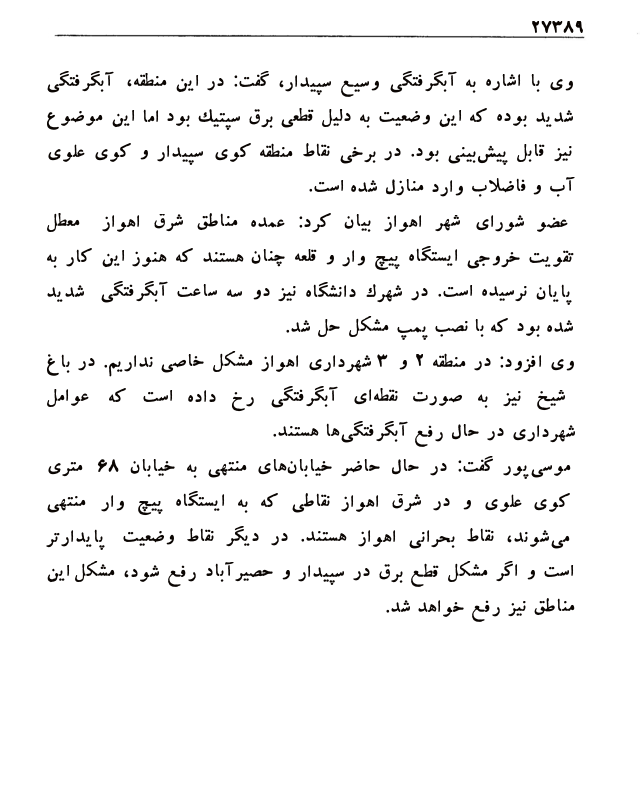 ۲۷۳۸۹
وی با اشاره به آبگرفتگی وسیع سپیدار، گفت: در این منطقه، آبگرفتگی
شدید بوده که این وضعیت به دلیل قطعی برق سپتیك بود اما این موضوع
نیز قابل پیش‌بینی بود. در برخی نقاط منطقه کوی سپیدار و کوی علوی
آب و فاضلاب وارد منازل شده است.
عضو شورای شهر اهواز بیان کرد: عمده مناطق شرق اهواز معطل
تقویت خروجی ایستگاه پیچ وار و قلعه چنان هستند که هنوز این کار به
پایان نرسیده است. در شهرك دانشگاه نیز دو سه ساعت آبگرفتگی شدید
شده بود که با نصب پمپ مشکل حل شد.
وی افزود: در منطقه ۲ و ۳ شهرداری اهواز مشکل خاصی نداریم. در باغ
شیخ نیز به صورت نقطه‌ای آبگرفتگی رخ داده است که عوامل
شهرداری در حال رفع آبگرفتگی‌ها هستند.
موسی‌پور گفت: در حال حاضر خیابان‌های منتهی به خیابان ۶۸ متری
کوی علوی و در شرق اهواز نقاطی که به ایستگاه پیچ وار منتهی
می‌شوند، نقاط بحرانی اهواز هستند. در دیگر نقاط وضعیت پایدارتر
است و اگر مشکل قطع برق در سپیدار و حصیرآباد رفع شود، مشکل این
مناطق نیز رفع خواهد شد.